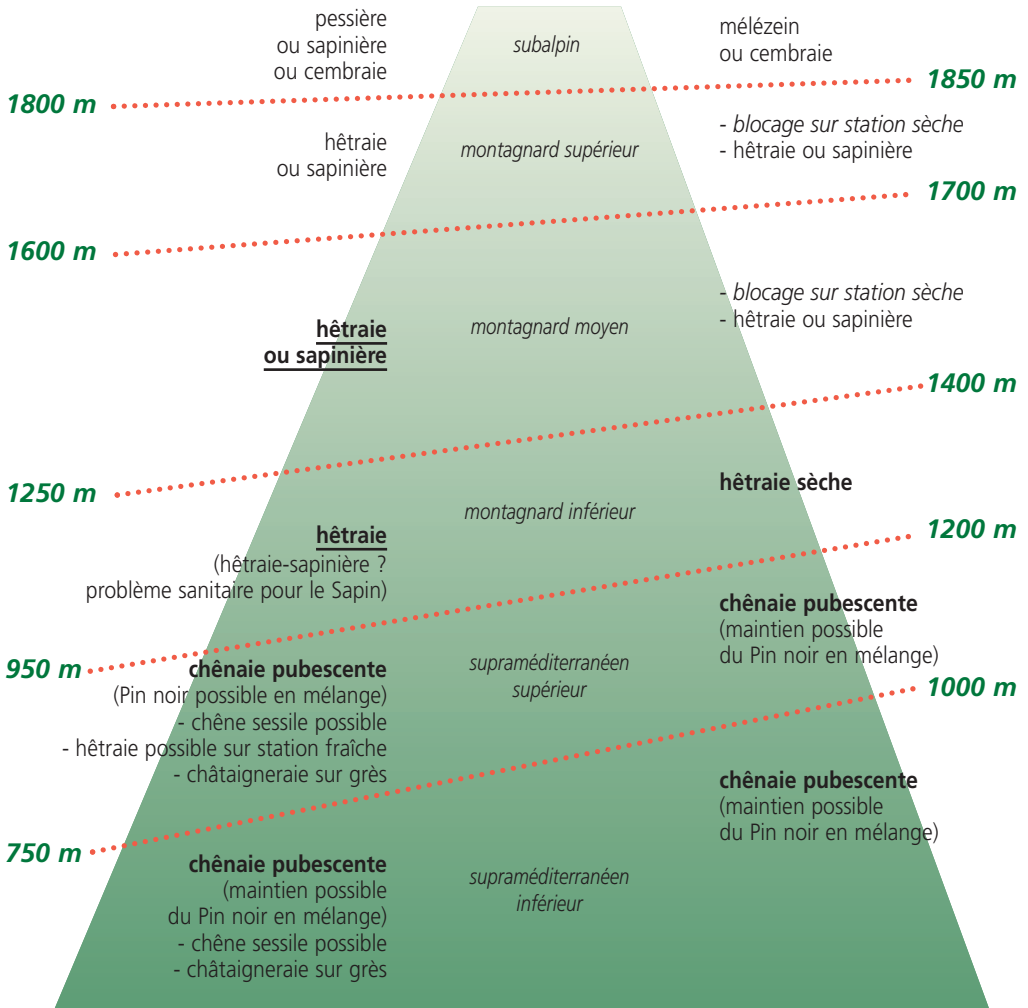 pessière
ou sapinière
ou cembraie
subalpin
mélézein
ou cembraie
1800 m
1850 m
hêtraie
ou sapinière
montagnard supérieur
- blocage sur station sèche
- hêtraie ou sapinière
1600 m
1700 m
hêtraie
ou sapinière
montagnard moyen
- blocage sur station sèche
- hêtraie ou sapinière
1250 m
1400 m
hêtraie
(hêtraie-sapinière ?
problème sanitaire pour le Sapin)
montagnard inférieur
hêtraie sèche
950 m
1200 m
chênaie pubescente
(Pin noir possible en mélange)
- chêne sessile possible
- hêtraie possible sur station fraîche
- châtaigneraie sur grès
supraméditerranéen
supérieur
chênaie pubescente
(maintien possible
du Pin noir en mélange)
750 m
1000 m
chênaie pubescente
(maintien possible
du Pin noir en mélange)
- chêne sessile possible
- châtaigneraie sur grès
supraméditerranéen
inférieur
chênaie pubescente
(maintien possible
du Pin noir en mélange)